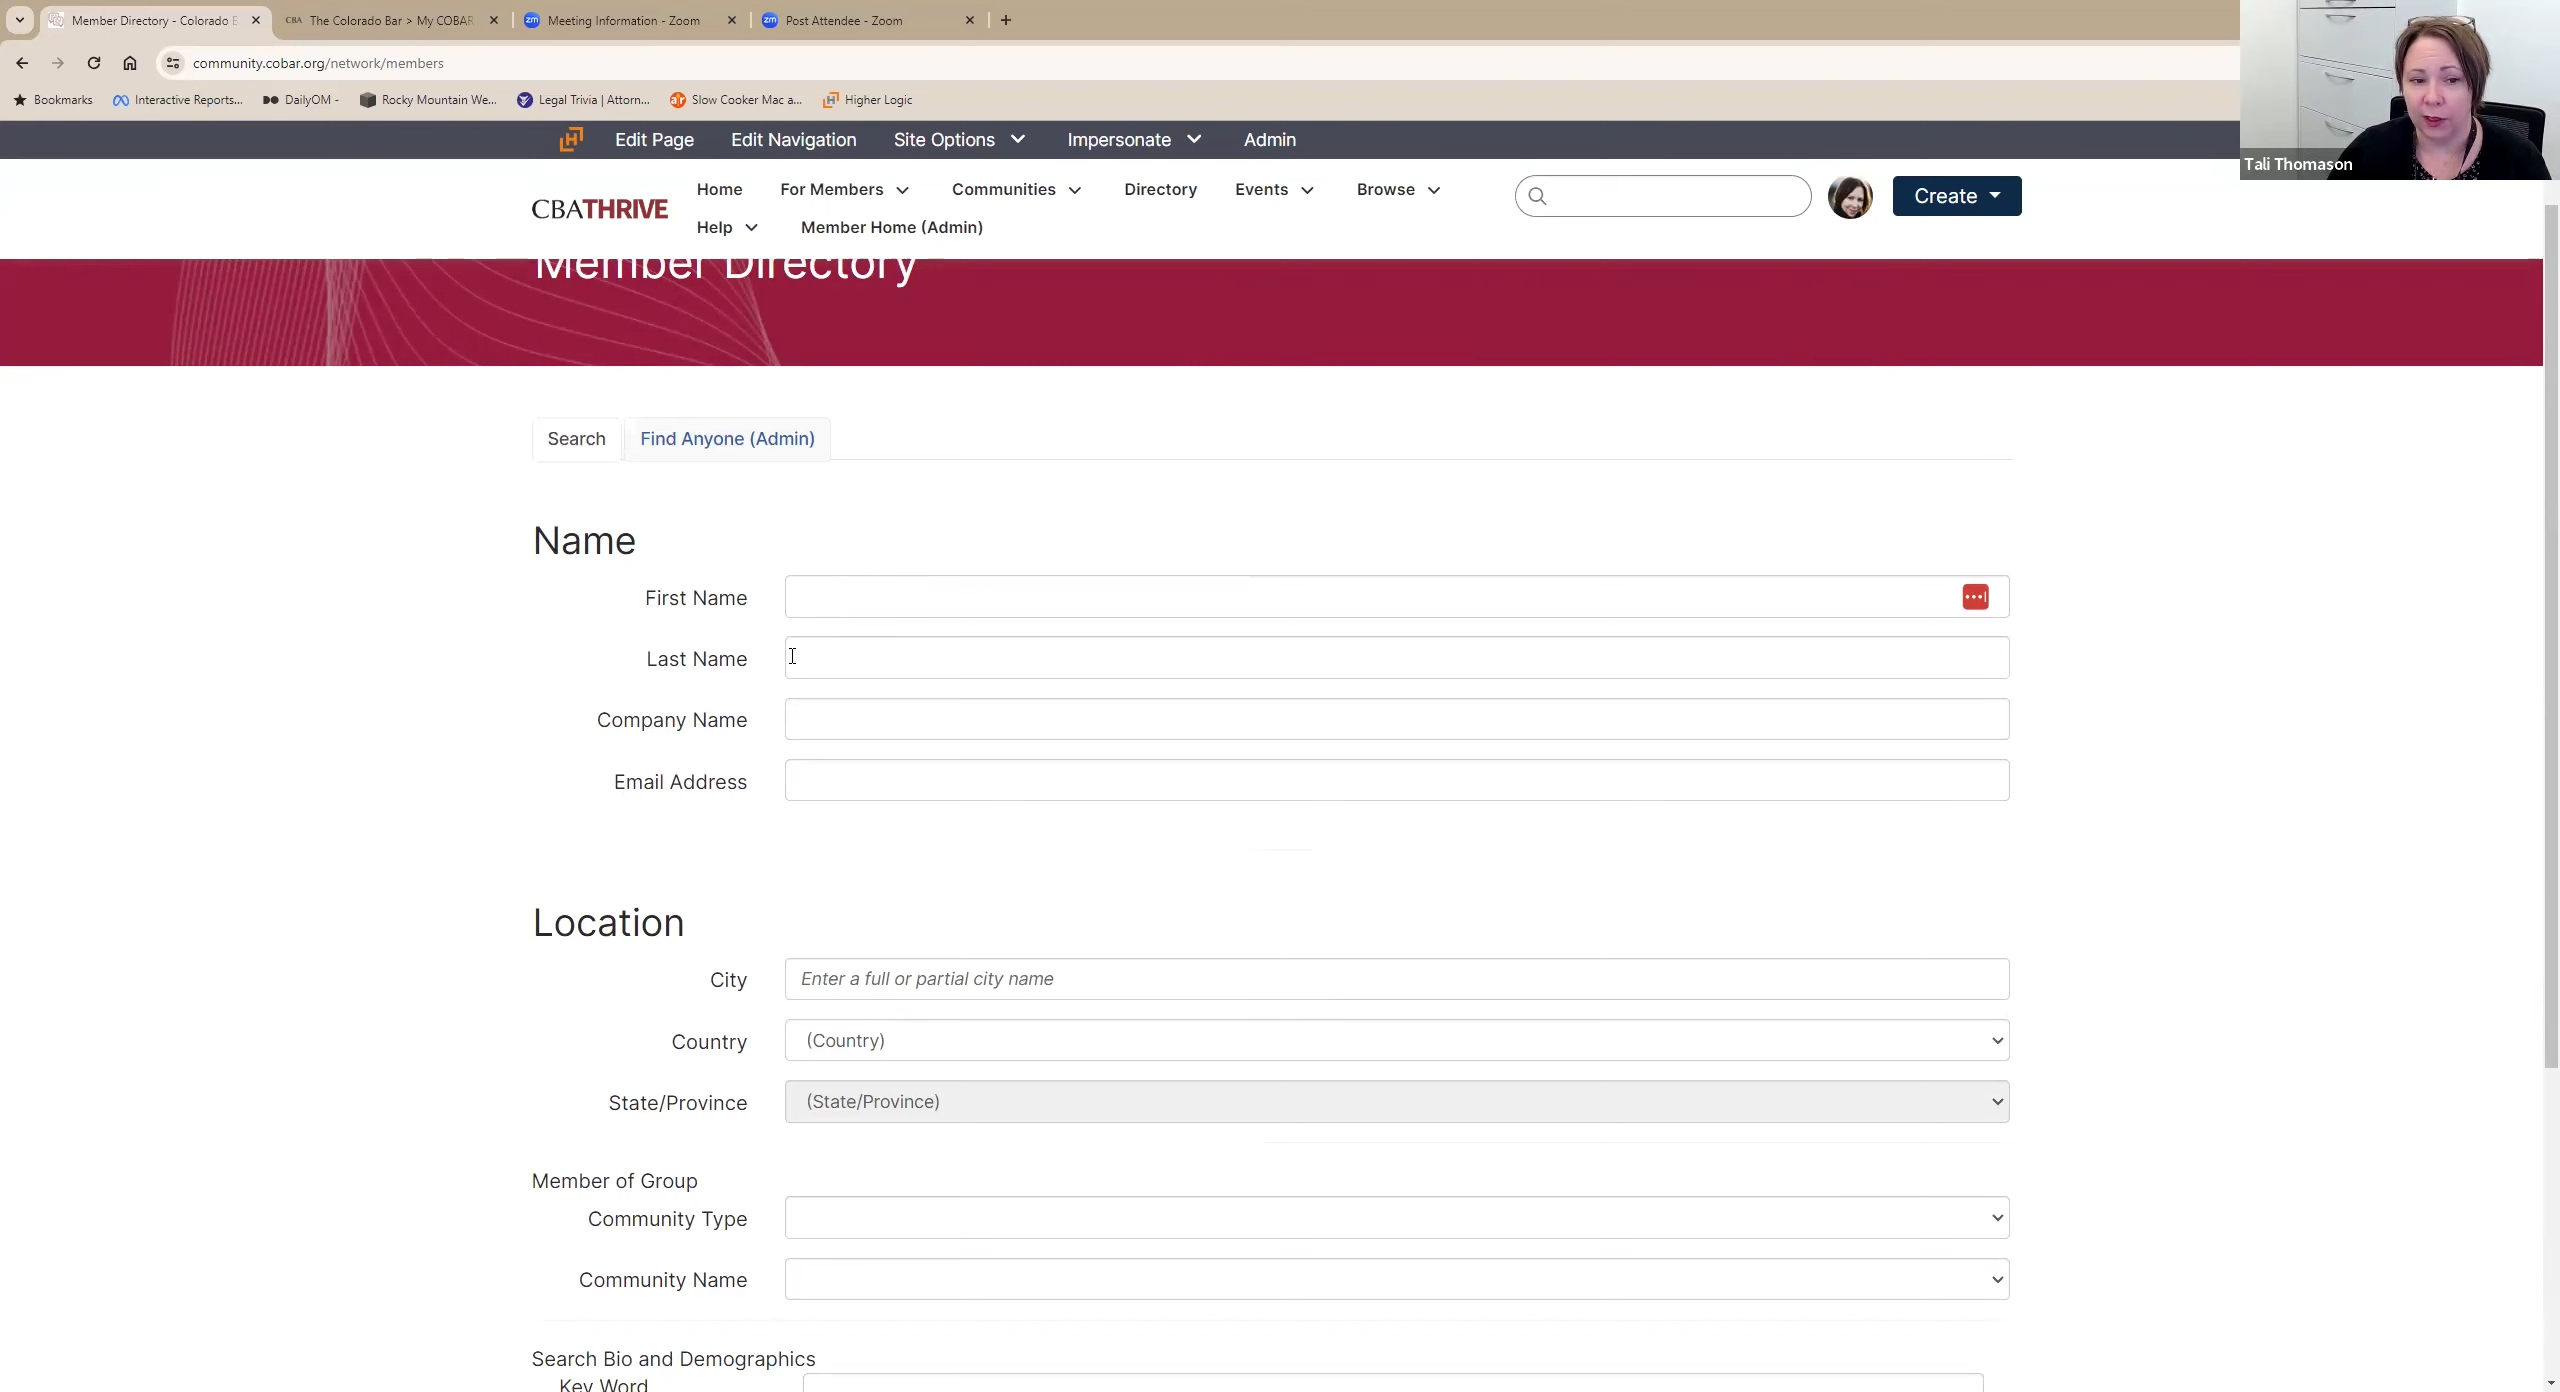 Member Directory - Colorado B
CBA The Colorado Bar > My COBAR
zm Meeting Information - Zoom
zm Post Attendee - Zoom
community.cobar.org/network/members
Bookmarks
Interactive Reports...
DailyOM -
Rocky Mountain We...
Legal Trivia | Attorn...
Slow Cooker Mac a...
Higher Logic
Edit Page
Edit Navigation
Site Options
Impersonate
Admin
Tali Thomason
CBATHRIVE
Home
For Members
Communities
Directory
Events
Browse
Help
Member Home (Admin)
Create
Member Directory
Search
Find Anyone (Admin)
Name
First Name
Last Name
Company Name
Email Address
Location
City
Enter a full or partial city name
Country
(Country)
State/Province
(State/Province)
Member of Group
Community Type
Community Name
Search Bio and Demographics
Key Word